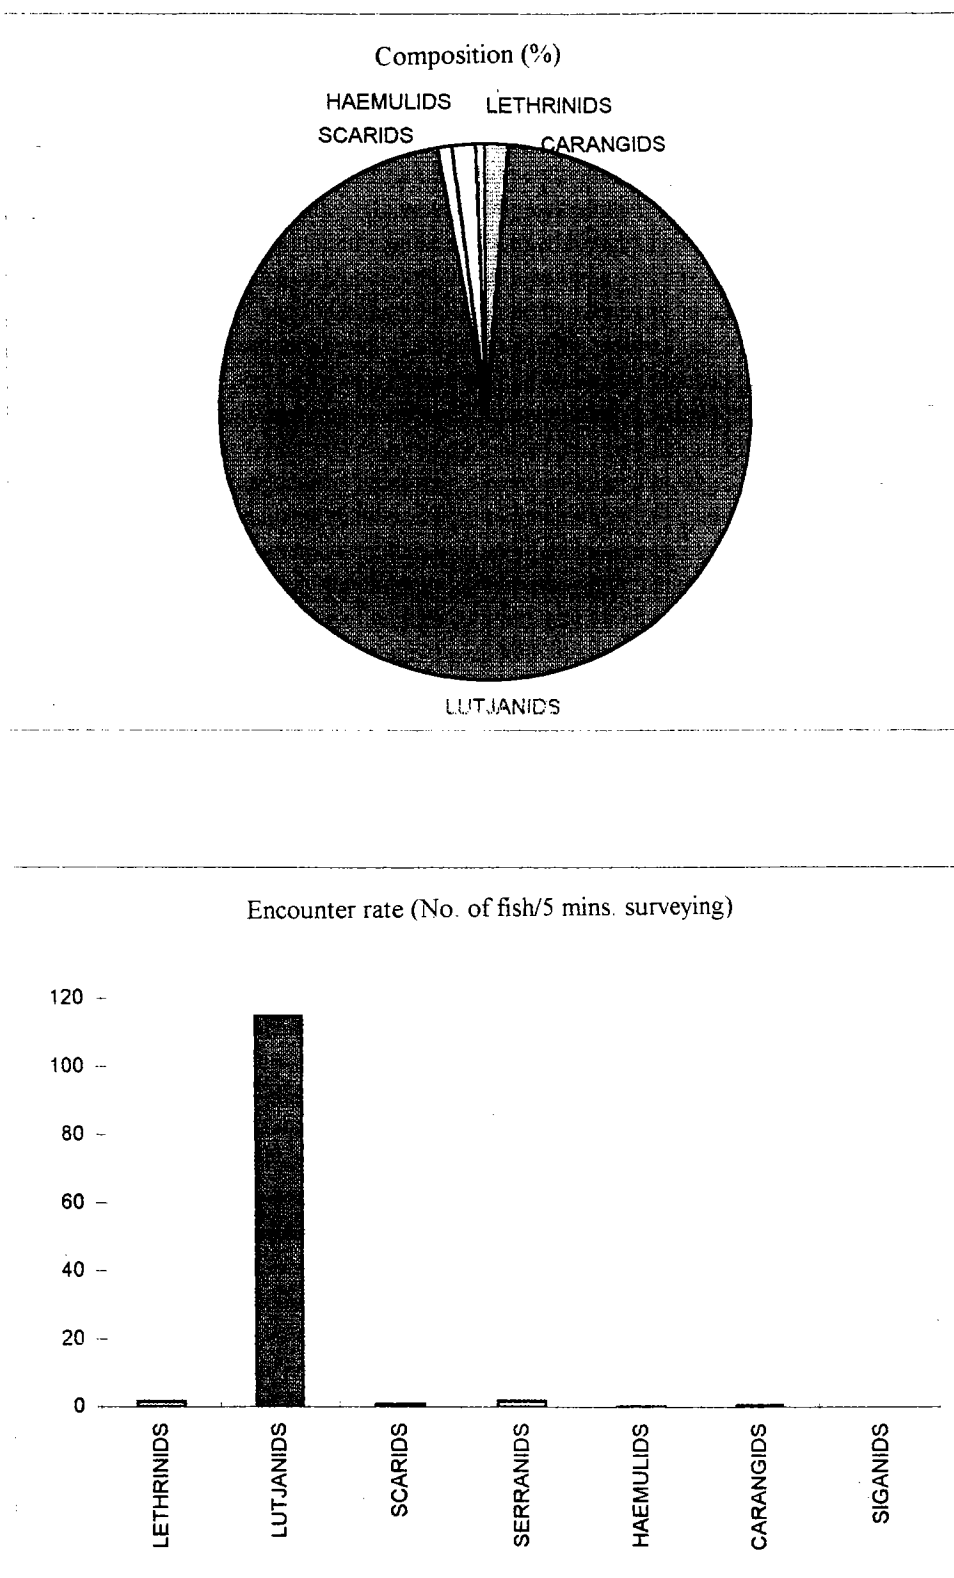 Composition (%)
HAEMULIDS
LETHRINIDS
SCARIDS
CARANGIDS
LUTJANIDS
Encounter rate (No. of fish/5 mins. surveying)
120
100
80
60
40
20
0
LETHRINIDS
LUTJANIDS
SCARIDS
SERRANIDS
HAEMULIDS
CARANGIDS
SIGANIDS